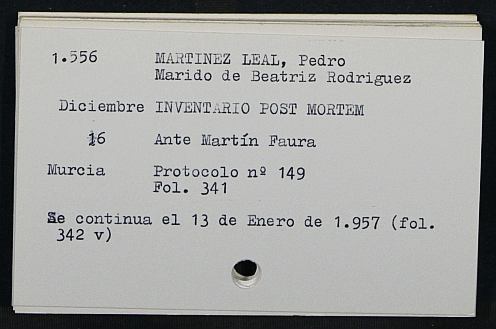 1.556 MARTINEZ LEAL, Pedro
Marido de Beatriz Rodriguez
Diciembre INVENTARIO POST MORTEM
16 Ante Martín Faura
Murcia Protocolo nº 149
Fol. 341
Se continua el 13 de Enero de 1.957 (fol.
342 v)